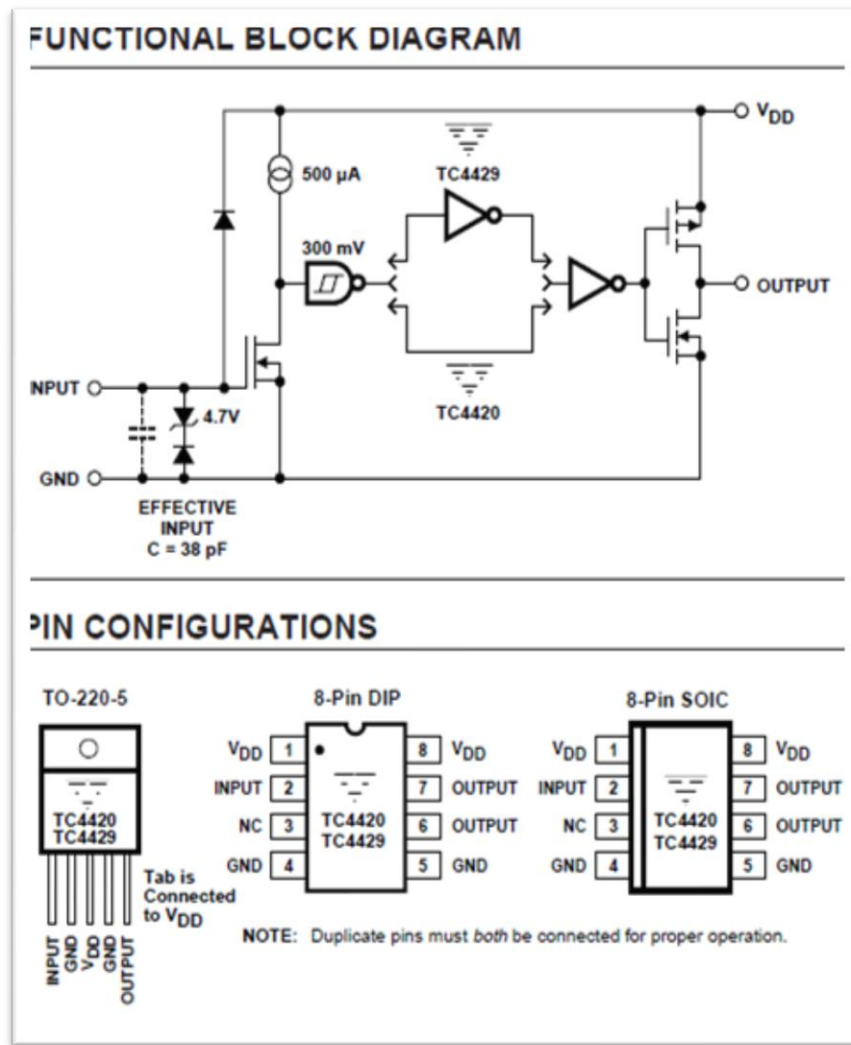 FUNCTIONAL BLOCK DIAGRAM
VDD
500 µA
TC4429
300 mV
OUTPUT
INPUT
4.7V
TC4420
GND
EFFECTIVE
INPUT
C = 38 pF
PIN CONFIGURATIONS
TO-220-5
TC4420
TC4429
Tab is
Connected
to VDD
INPUT
GND
VDD
GND
OUTPUT
8-Pin DIP
VDD 1 8 VDD
INPUT 2 7 OUTPUT
NC 3 TC4420 6 OUTPUT
TC4429
GND 4 5 GND
8-Pin SOIC
VDD 1 8 VDD
INPUT 2 7 OUTPUT
NC 3 TC4420 6 OUTPUT
TC4429
GND 4 5 GND
NOTE: Duplicate pins must both be connected for proper operation.